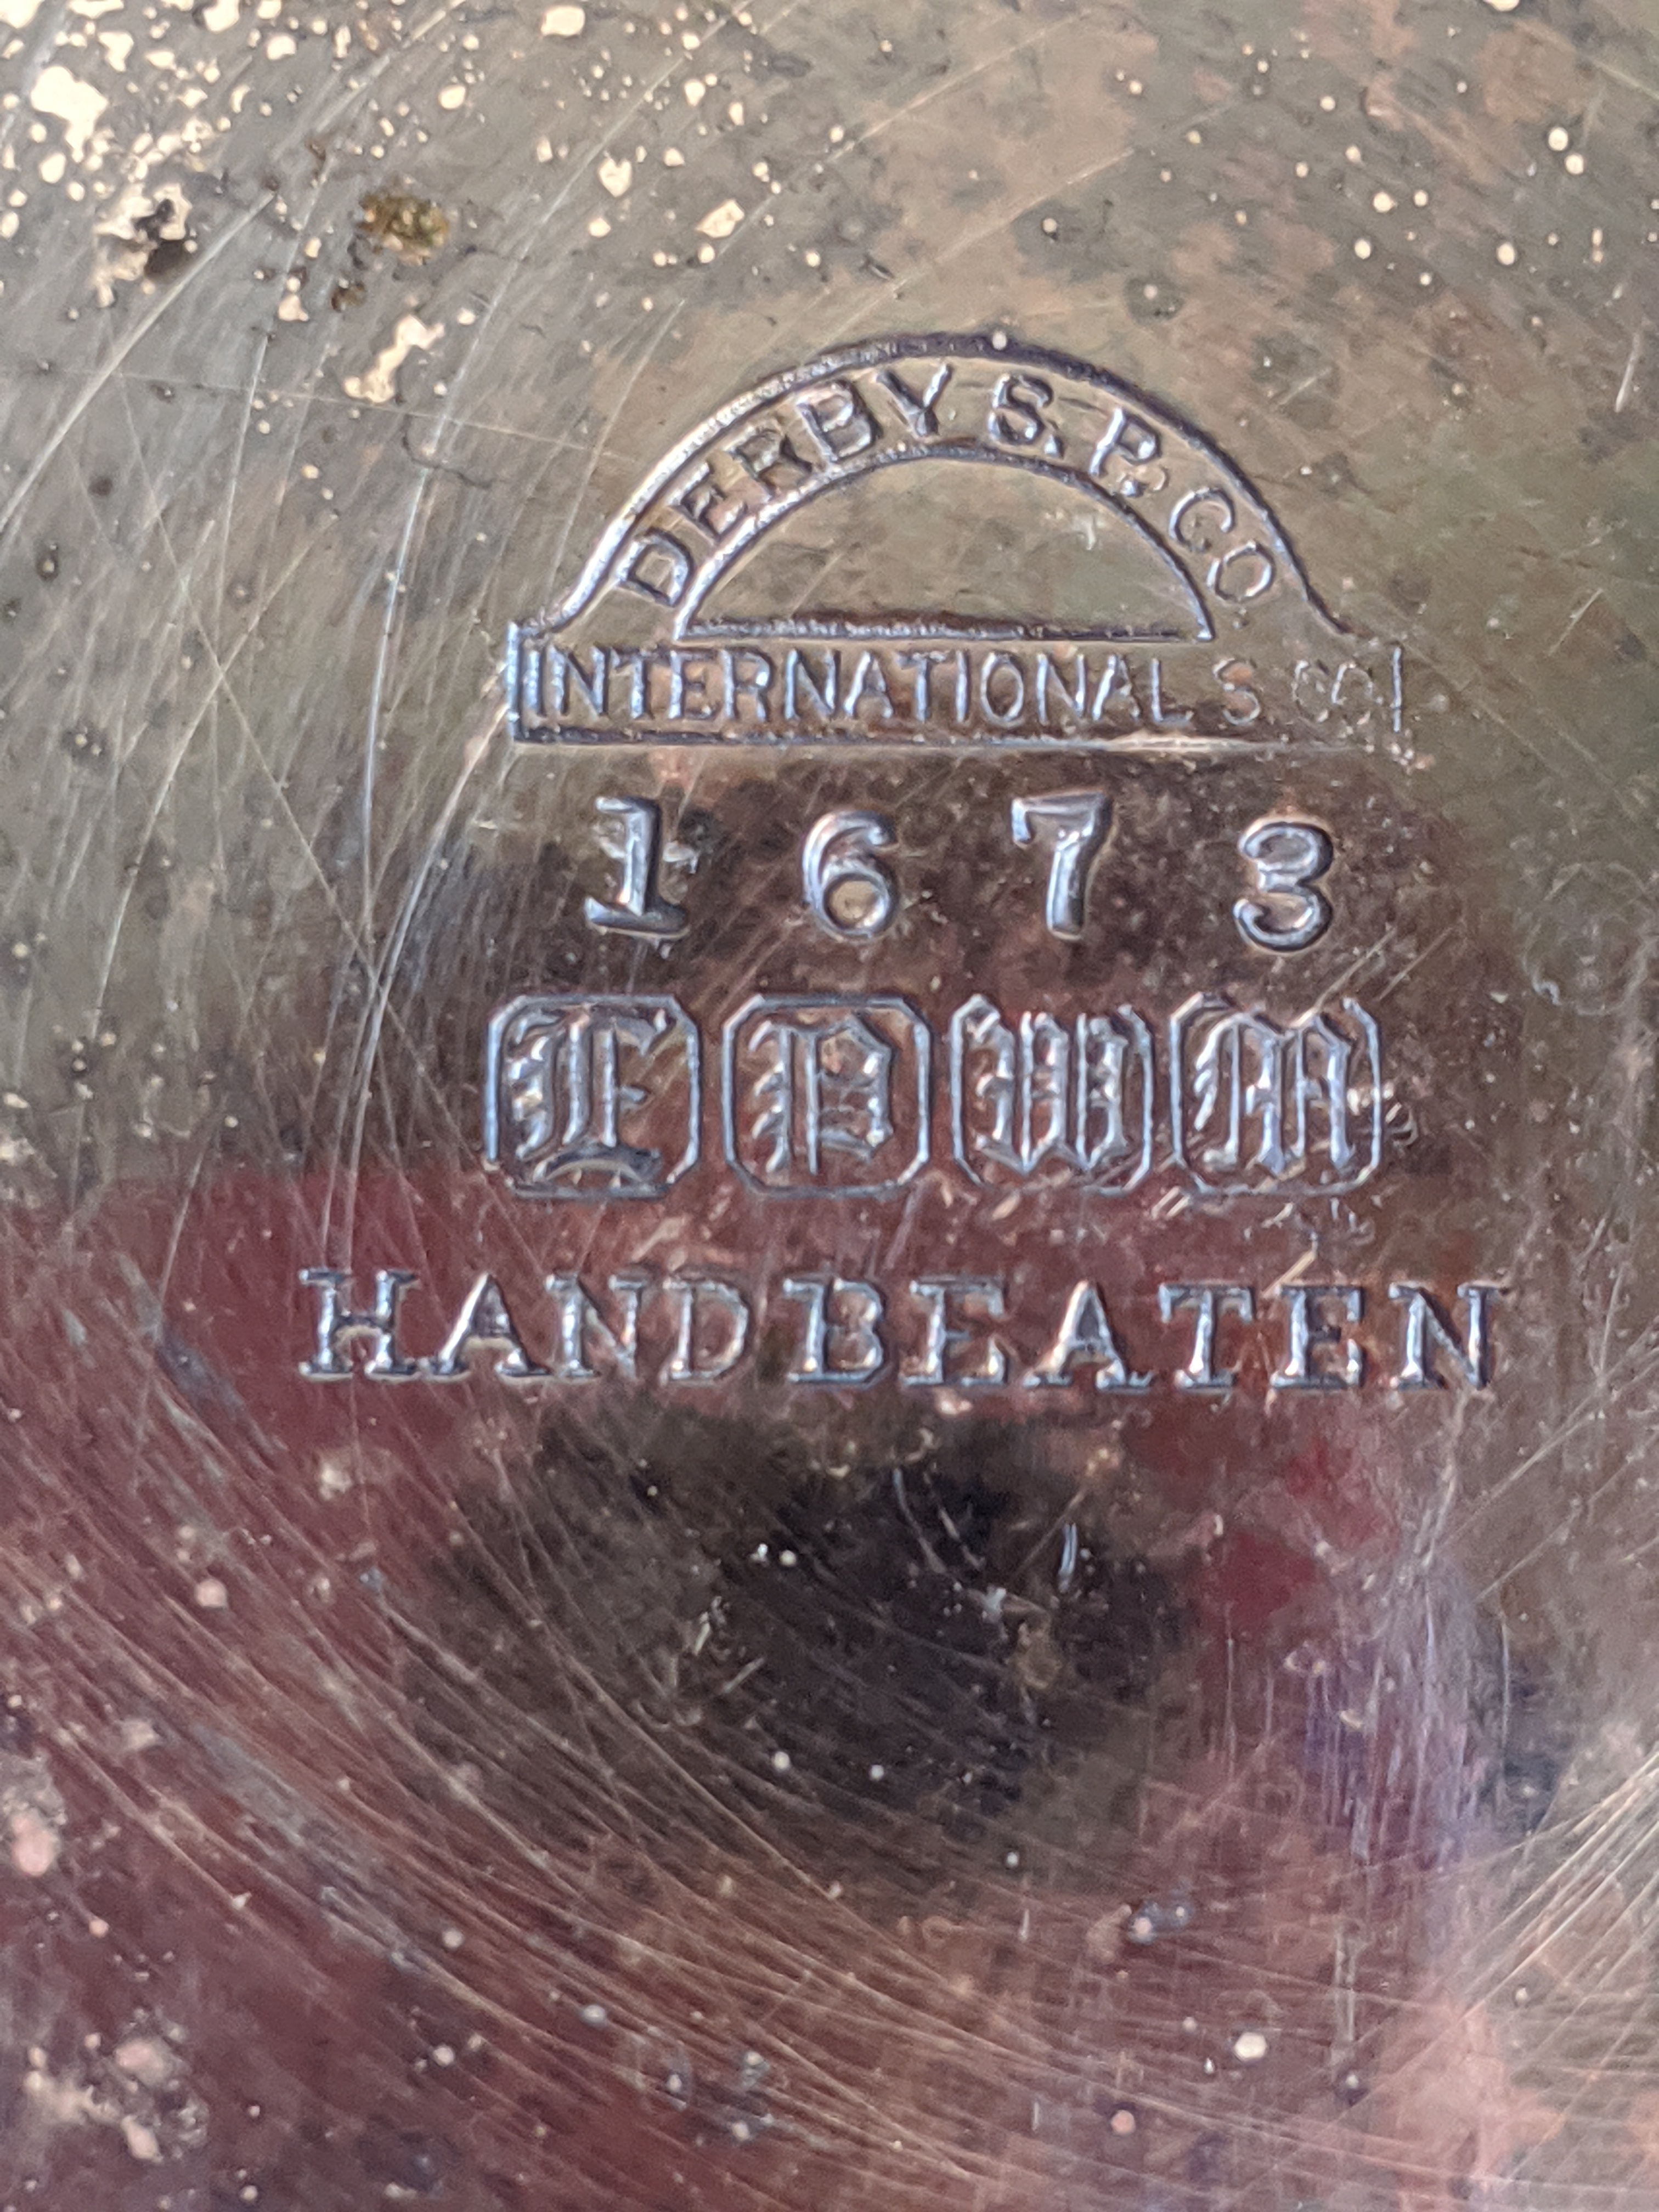 DERBY S. P. CO.
INTERNATIONAL S. CO.
1673
E P W M
HANDBEATEN